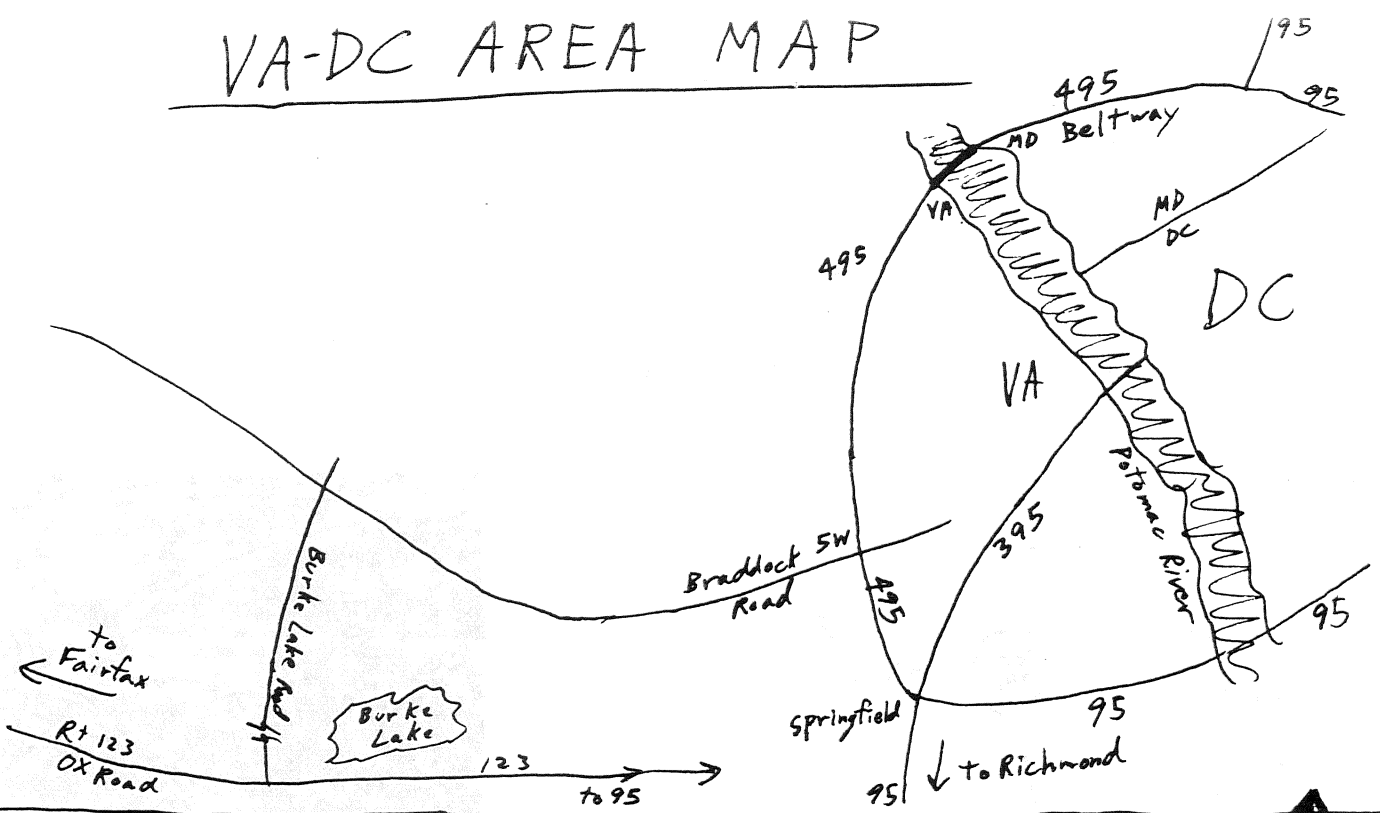 VA-DC AREA MAP
95
495
95
Beltway
MD
VA
MD
DC
495
DC
VA
Potomac River
395
Braddock 5W
Road
495
Burke Lake Road
to
Fairfax
95
Burke
Lake
Springfield
95
Rt 123
OX Road
123
to 95
to Richmond
95